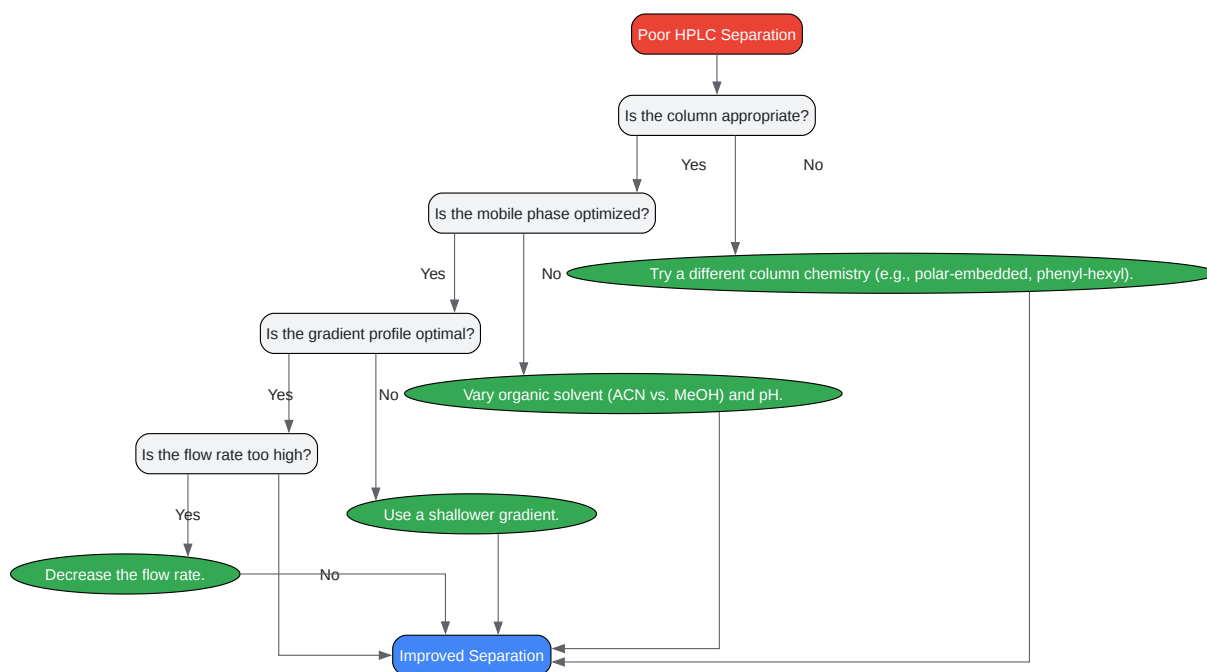 Poor HPLC Separation
Is the column appropriate?
Yes
No
Is the mobile phase optimized?
Yes
No
Try a different column chemistry (e.g., polar-embedded, phenyl-hexyl).
Is the gradient profile optimal?
Yes
No
Vary organic solvent (ACN vs. MeOH) and pH.
Is the flow rate too high?
Yes
Use a shallower gradient.
Decrease the flow rate.
No
Improved Separation